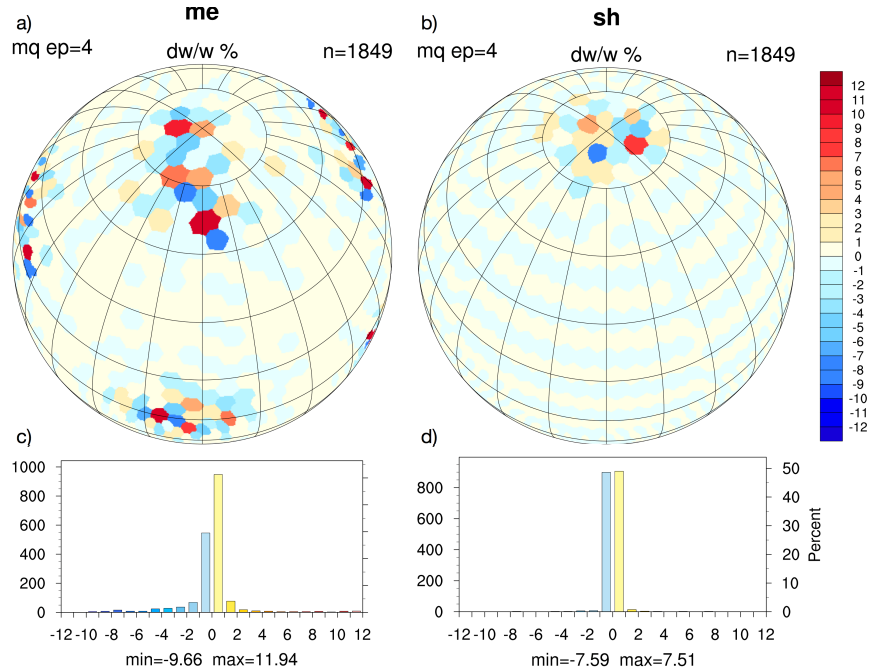 me
sh
a)
b)
mq ep=4
dw/w %
n=1849
mq ep=4
dw/w %
n=1849
12
11
10
9
8
7
6
5
4
3
2
1
0
-1
-2
-3
-4
-5
-6
-7
-8
-9
-10
-11
-12
c)
d)
1000
800
600
400
200
0
-12 -10 -8 -6 -4 -2 0 2 4 6 8 10 12
min=-9.66 max=11.94
800
600
400
200
0
50
40
30
20
10
0
Percent
-12 -10 -8 -6 -4 -2 0 2 4 6 8 10 12
min=-7.59 max=7.51